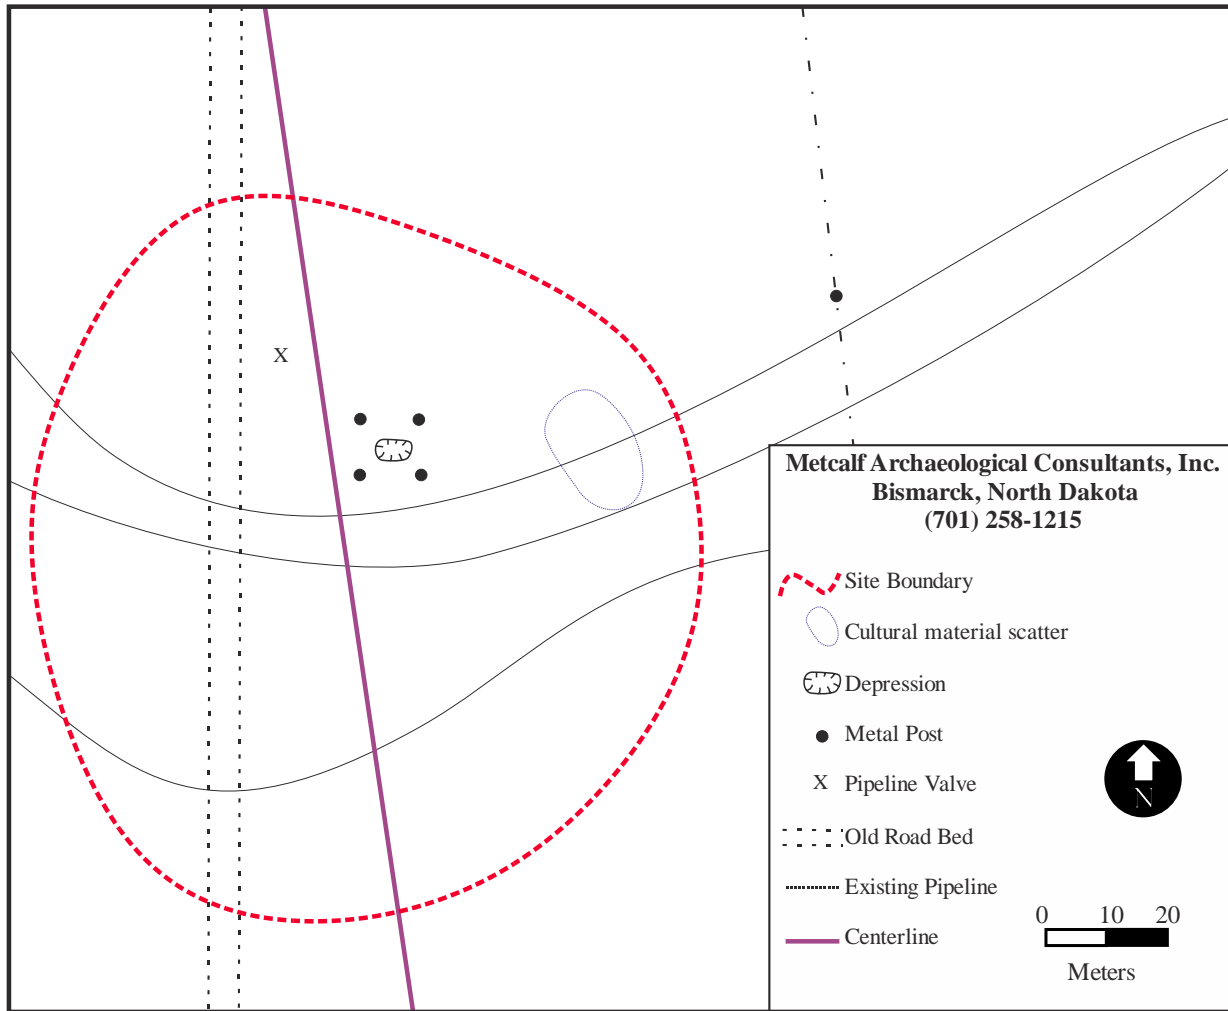 X
Metcalf Archaeological Consultants, Inc.
Bismarck, North Dakota
(701) 258-1215
Site Boundary
Cultural material scatter
Depression
Metal Post
X Pipeline Valve
N
Old Road Bed
Existing Pipeline
Centerline
0 10 20
Meters